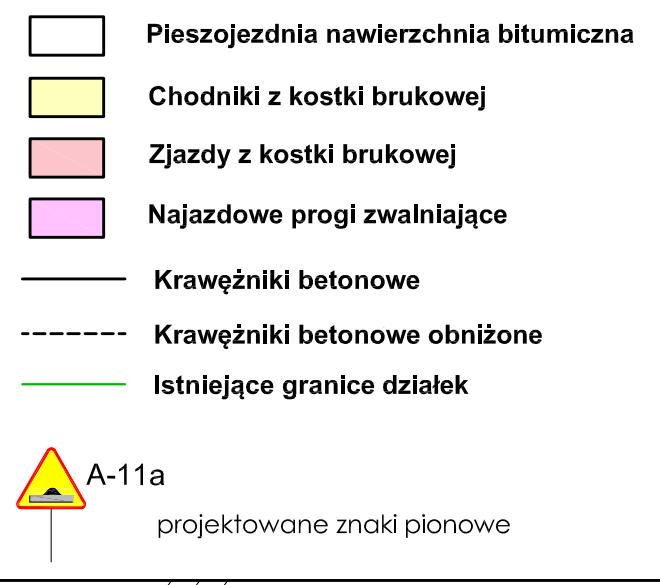 Pieszojezdnia nawierzchnia bitumiczna
Chodniki z kostki brukowej
Zjazdy z kostki brukowej
Najazdowe progi zwalniające
Krawężniki betonowe
Krawężniki betonowe obniżone
Istniejące granice działek
A-11a
projektowane znaki pionowe